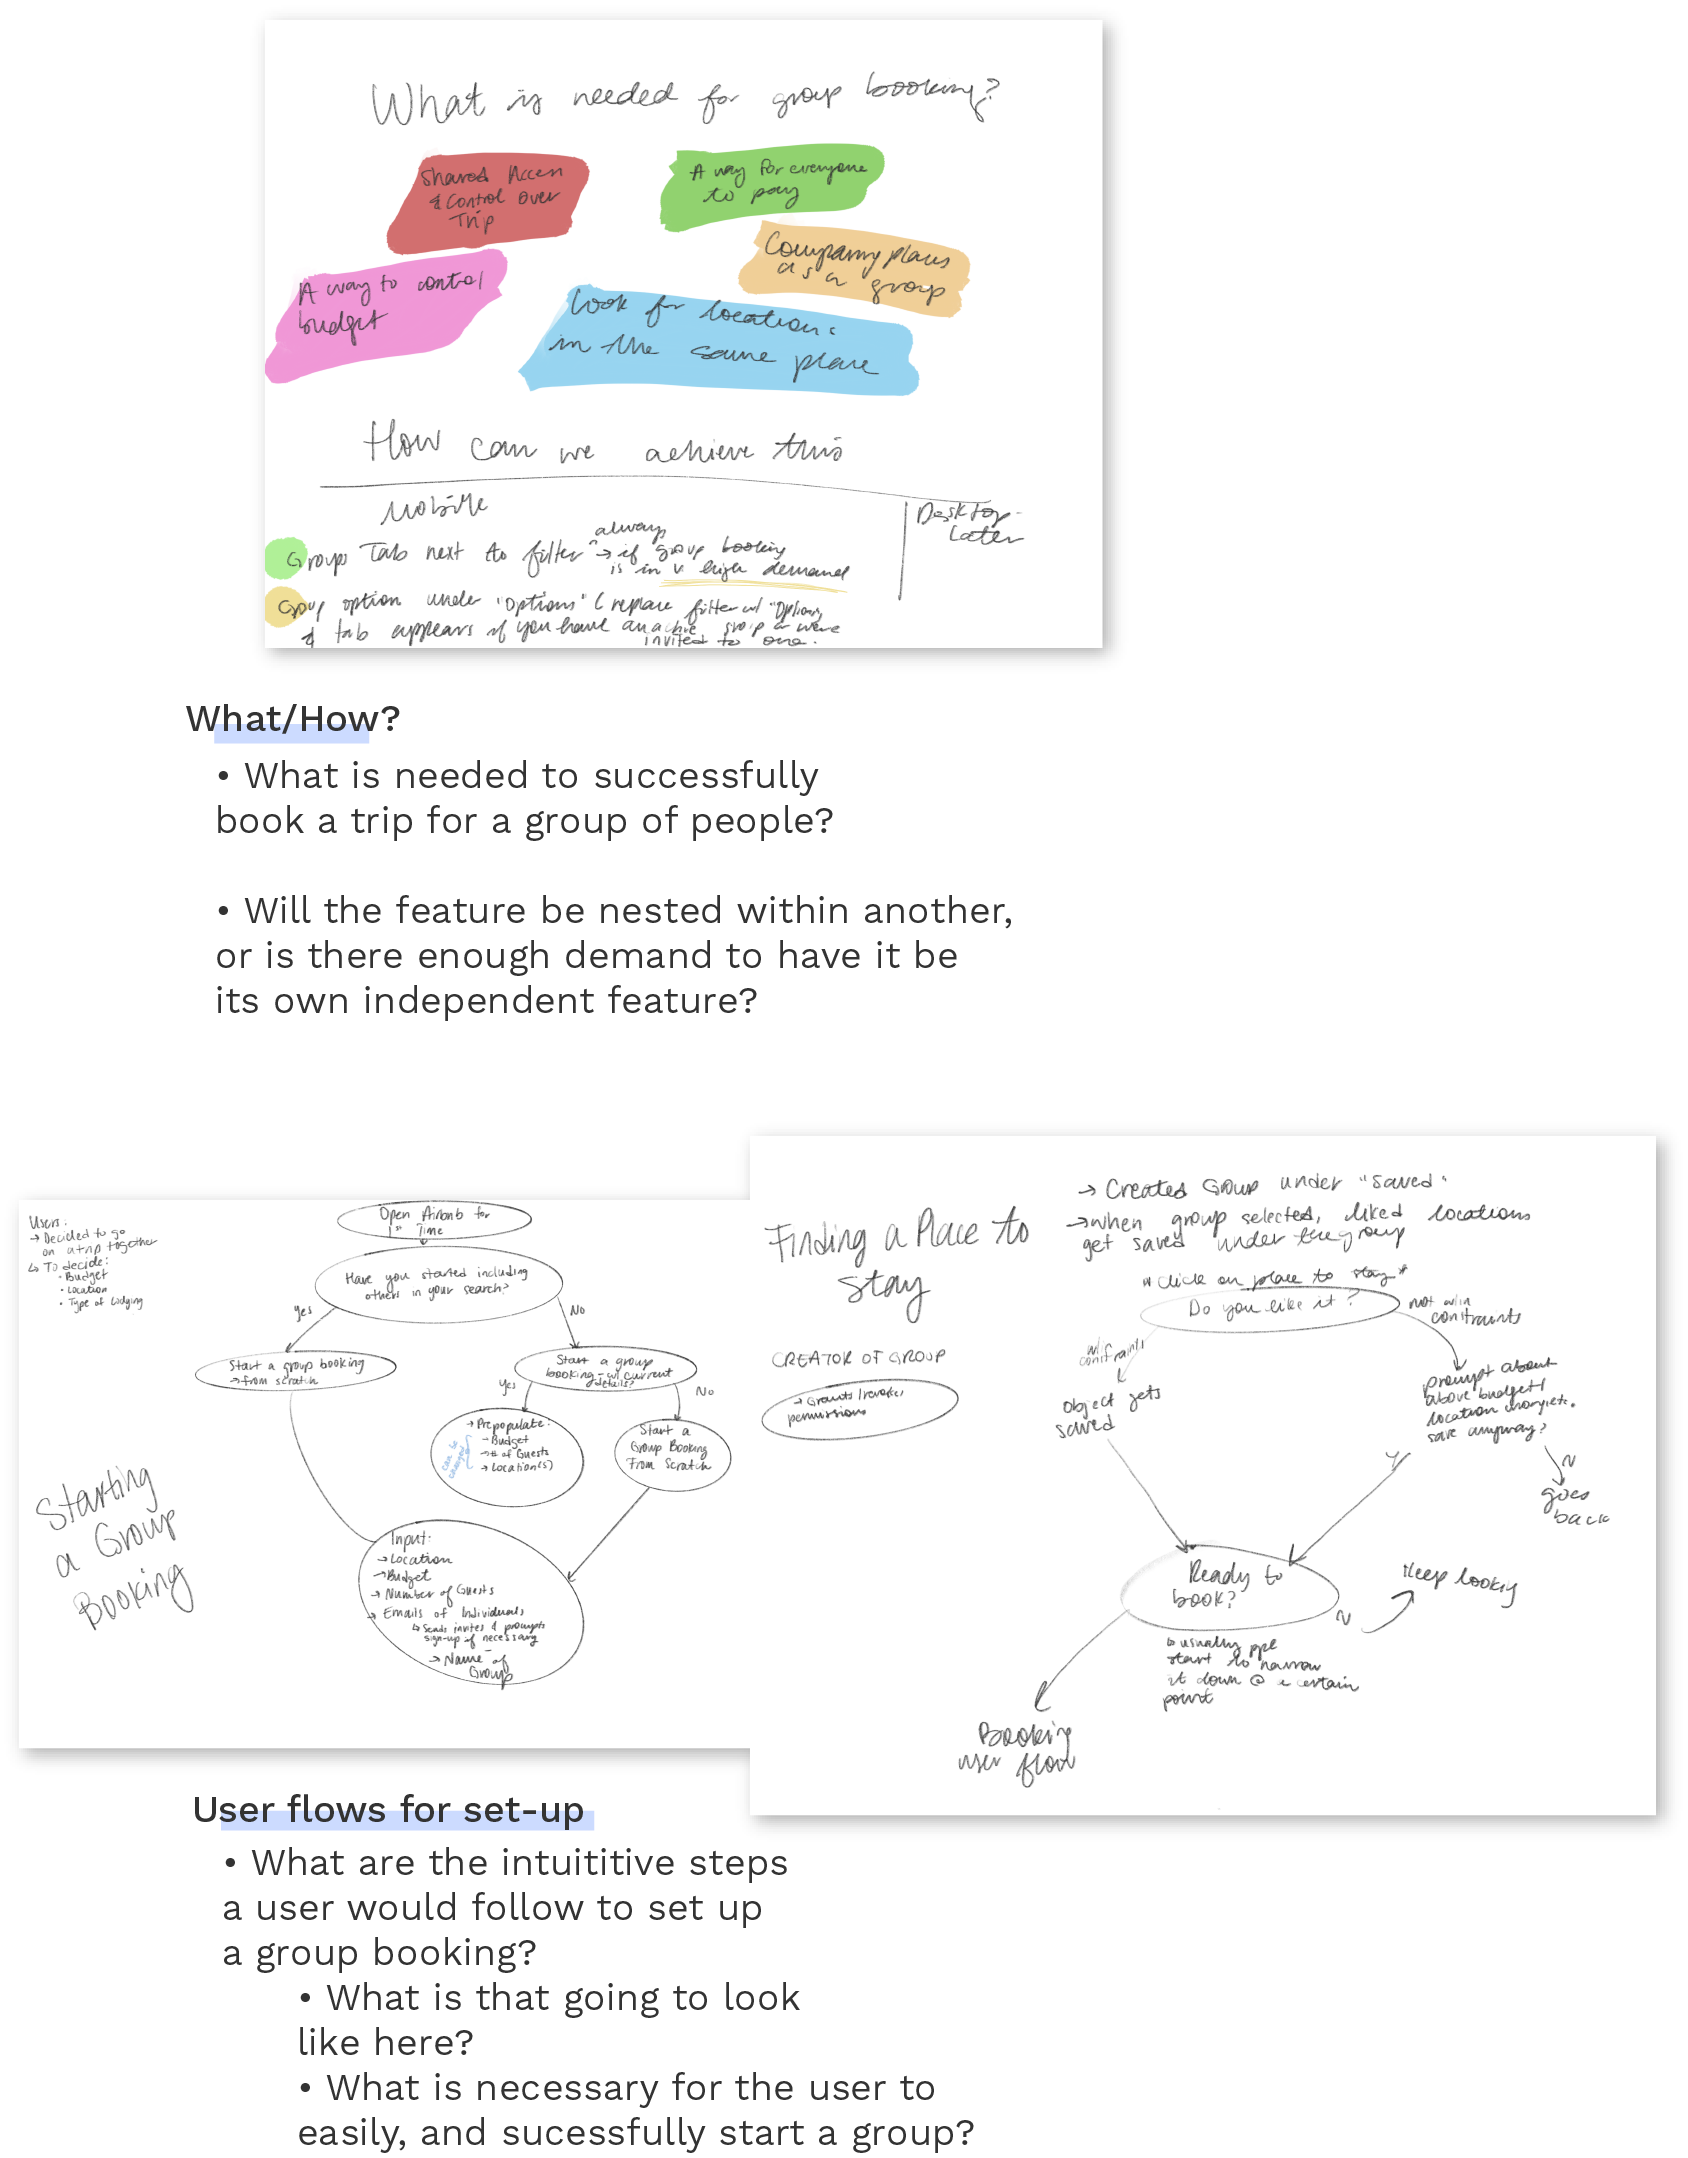 What is needed for group booking?
Shared Access
& Control Over
Trip
A way for everyone
to pay
Comparing plans
as a group
A way to control
budget
Look for location:
in the same place
How can we achieve this
Mobile
Desktop-
Later
always
Groups Tab next to filter → if group booking
is in v high demand
Group option under "Options" (replace filter w/ "Options
& tab appears if you have an active group or were
invited to one.
What/How?
• What is needed to successfully
book a trip for a group of people?
• Will the feature be nested within another,
or is there enough demand to have it be
its own independent feature?
Users:
→ Decided to go
on a trip together
↳ To decide:
• Budget
• Location
• Type of lodging
Starting
a Group
Booking
Open Airbnb for
1st Time
Have you started including
others in your search?
Yes
No
Start a group booking
→ from scratch
Start a group
booking - w/ current
details?
Yes
No
→ Prepopulate:
→ Budget
→ # of Guests
→ Location(s)
can be
changed
Start a
Group Booking
From Scratch
Input:
→ Location
→ Budget
→ Number of Guests
→ Emails of Individuals
↳ Sends invites & prompts
sign-up if necessary
→ Name of
Group
Finding a Place to
Stay
→ Created Group under "saved"
→ when group selected, liked locations
get saved under the group
CREATOR OF GROUP
→ Grants/revokes
permissions
* click on place to stay *
Do you like it?
w/i constraints
not w/in
constraints
object gets
saved
prompt about
above budget/
location change etc.
save anyway?
Y
N
goes
back
Ready to
book?
N
Keep looking
↳ usually ppl
start to narrow
it down @ a certain
point
Booking
user flow
User flows for set-up
• What are the intuititive steps
a user would follow to set up
a group booking?
• What is that going to look
like here?
• What is necessary for the user to
easily, and sucessfully start a group?